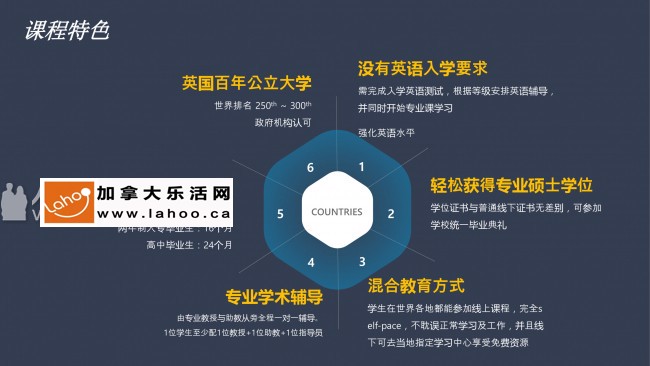 课程特色
没有英语入学要求
需完成入学英语测试，根据等级安排英语辅导，
并同时开始专业课学习
强化英语水平
英国百年公立大学
世界排名 250th ~ 300th
政府机构认可
6
1
5
COUNTRIES
2
4
3
轻松获得专业硕士学位
学位证书与普通线下证书无差别，可参加
学校统一毕业典礼
加拿大乐活网
www.lahoo.ca
Lahoo
两年制大专毕业生：16个月
高中毕业生：24个月
混合教育方式
学生在世界各地都能参加线上课程，完全s
elf-pace，不耽误正常学习及工作，并且线
下可去当地指定学习中心享受免费资源
专业学术辅导
由专业教授与助教从旁全程一对一辅导。
1位学生至少配1位教授+1位助教+1位指导员